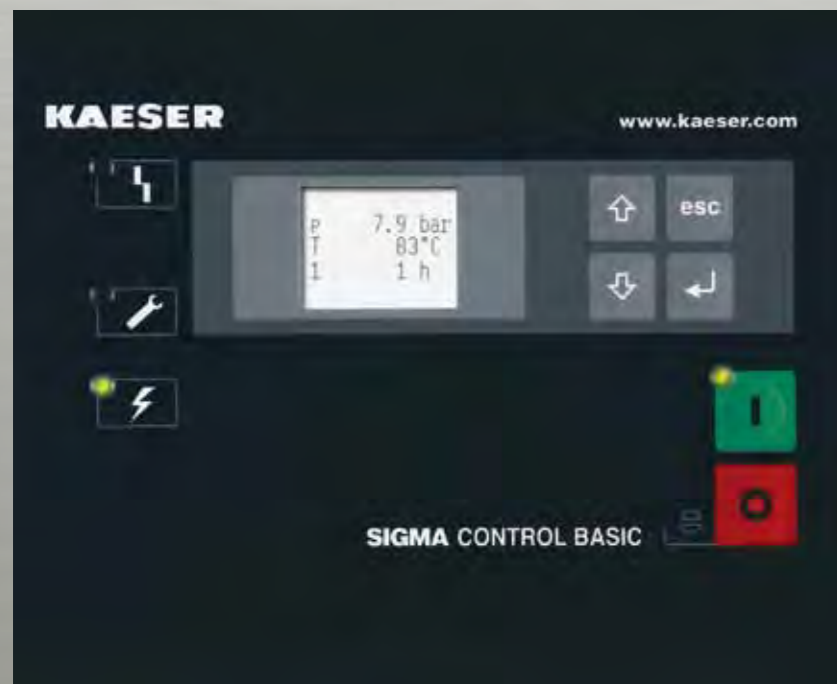 KAESER
www.kaeser.com
P 7.9 bar
T 83°C
1 1 h
esc
I
O
SIGMA CONTROL BASIC